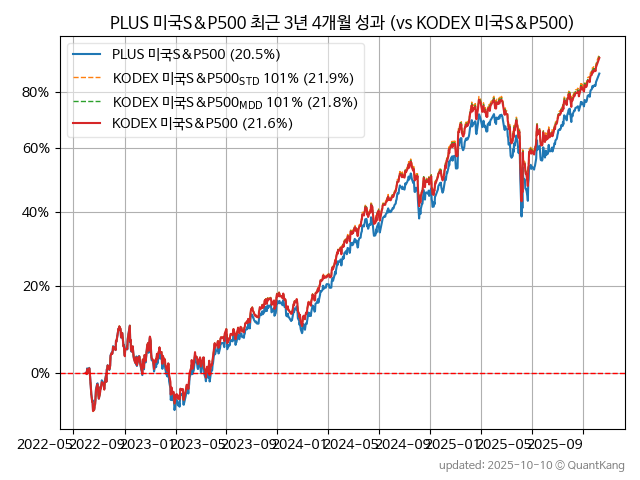 PLUS 미국S&P500 최근 3년 4개월 성과 (vs KODEX 미국S&P500)
PLUS 미국S&P500 (20.5%)
KODEX 미국S&P500STD 101% (21.9%)
KODEX 미국S&P500MDD 101% (21.8%)
KODEX 미국S&P500 (21.6%)
80%
60%
40%
20%
0%
2022-05 2022-09 2023-01 2023-05 2023-09 2024-01 2024-05 2024-09 2025-01 2025-05 2025-09
updated: 2025-10-10 © QuantKang